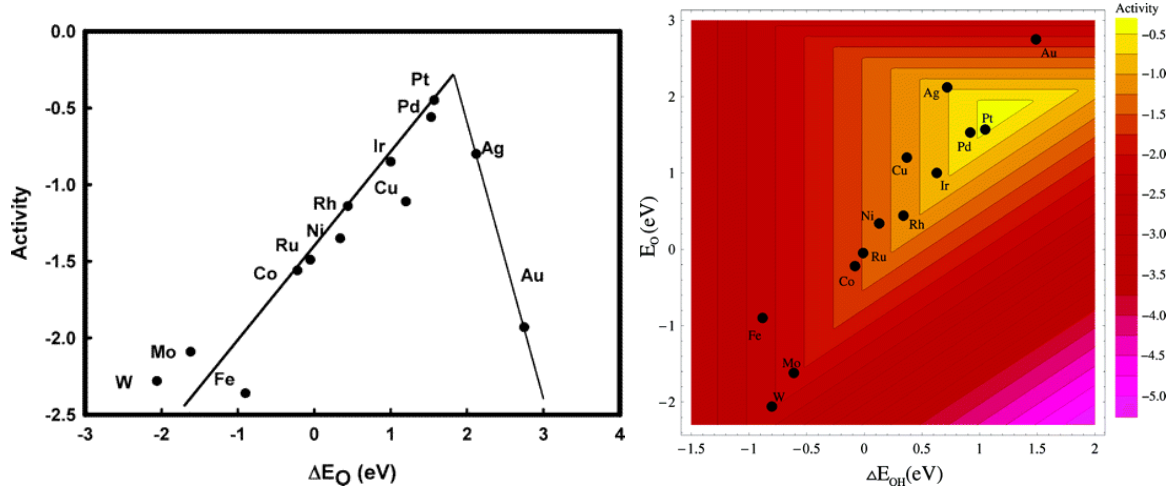 0.0
-0.5
-1.0
-1.5
-2.0
-2.5
Activity
Pt
Pd
Ir
Ag
Cu
Rh
Ni
Ru
Co
Au
Mo
W
Fe
-3 -2 -1 0 1 2 3 4
ΔEO (eV)
3
2
1
0
−1
−2
EO (eV)
Au
Ag
Pt
Pd
Cu
Ir
Ni
Rh
Ru
Co
Fe
Mo
W
−1.5 −1 −0.5 0 0.5 1 1.5 2
△EOH(eV)
Activity
-0.5
-1.0
-1.5
-2.0
-2.5
-3.0
-3.5
-4.0
-4.5
-5.0